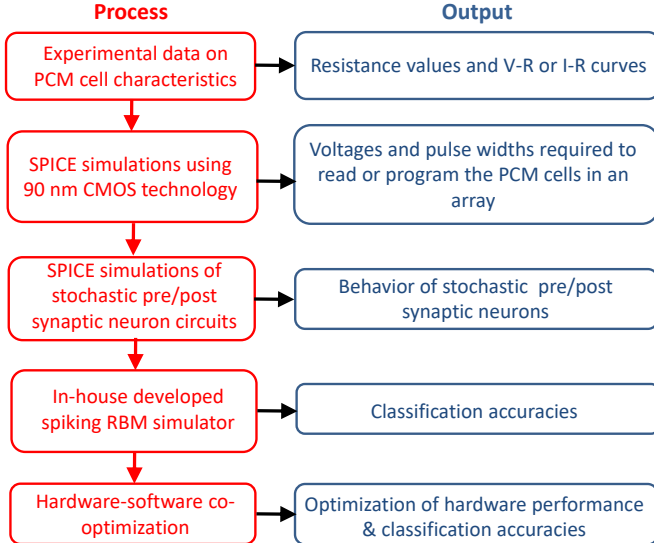 Process
Output
Experimental data on
PCM cell characteristics
Resistance values and V-R or I-R curves
SPICE simulations using
90 nm CMOS technology
Voltages and pulse widths required to
read or program the PCM cells in an
array
SPICE simulations of
stochastic pre/post
synaptic neuron circuits
Behavior of stochastic pre/post
synaptic neurons
In-house developed
spiking RBM simulator
Classification accuracies
Hardware-software co-
optimization
Optimization of hardware performance
& classification accuracies